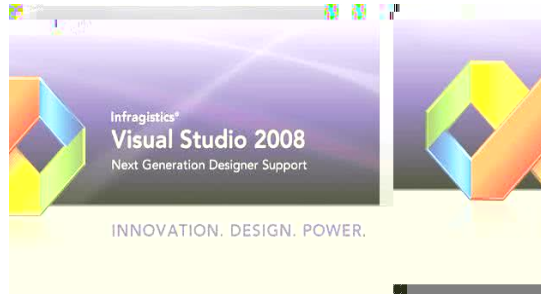 Infragistics®
Visual Studio 2008
Next Generation Designer Support
INNOVATION. DESIGN. POWER.